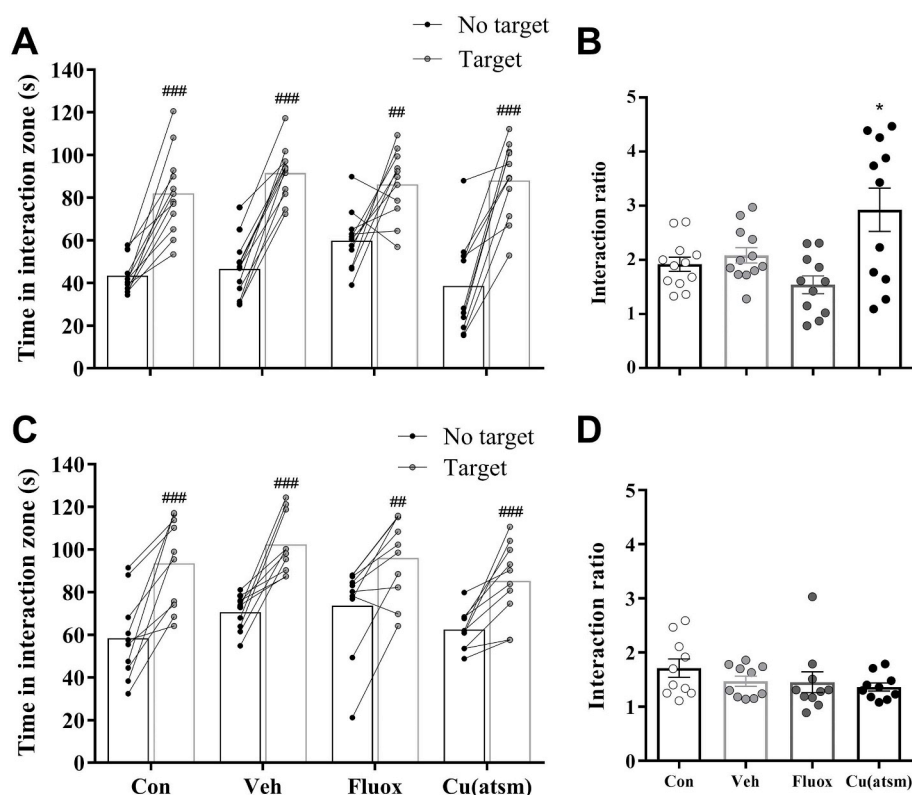 A
No target
Target
Time in interaction zone (s)
140
120
100
80
60
40
20
0
###
###
##
###
B
Interaction ratio
5
4
3
2
1
0
*
C
No target
Target
Time in interaction zone (s)
140
120
100
80
60
40
20
0
###
###
##
###
Con
Veh
Fluox
Cu(atsm)
D
Interaction ratio
5
4
3
2
1
0
Con
Veh
Fluox
Cu(atsm)